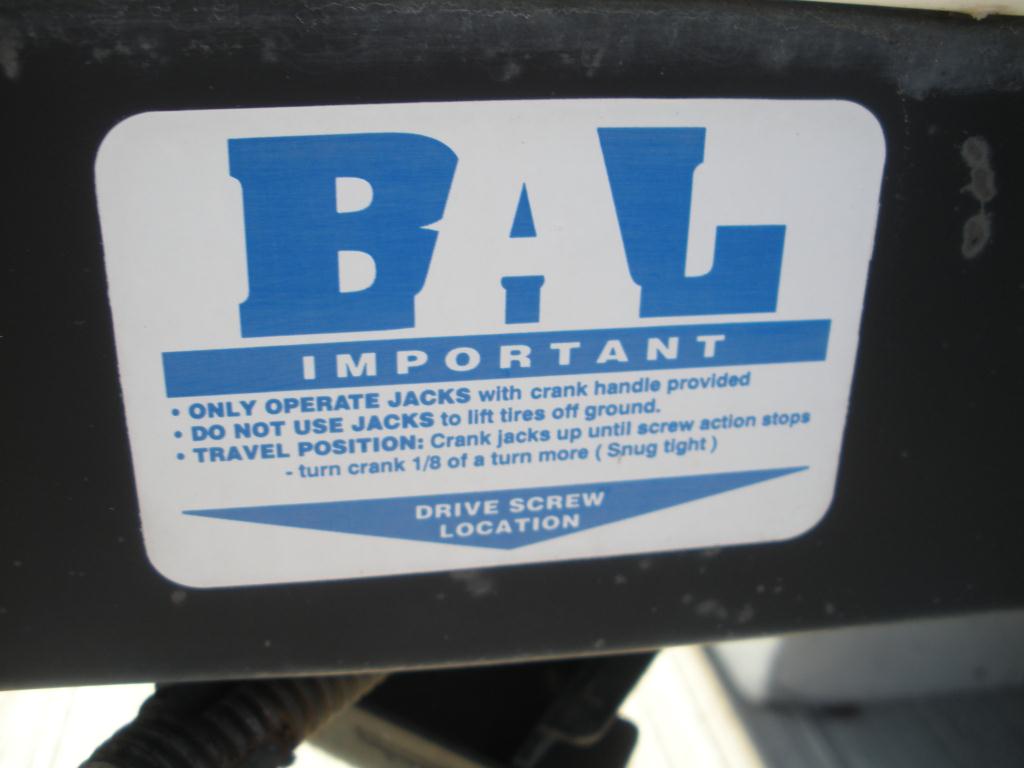 BAL
IMPORTANT
• ONLY OPERATE JACKS with crank handle provided
• DO NOT USE JACKS to lift tires off ground.
• TRAVEL POSITION: Crank jacks up until screw action stops
- turn crank 1/8 of a turn more ( Snug tight )
DRIVE SCREW
LOCATION